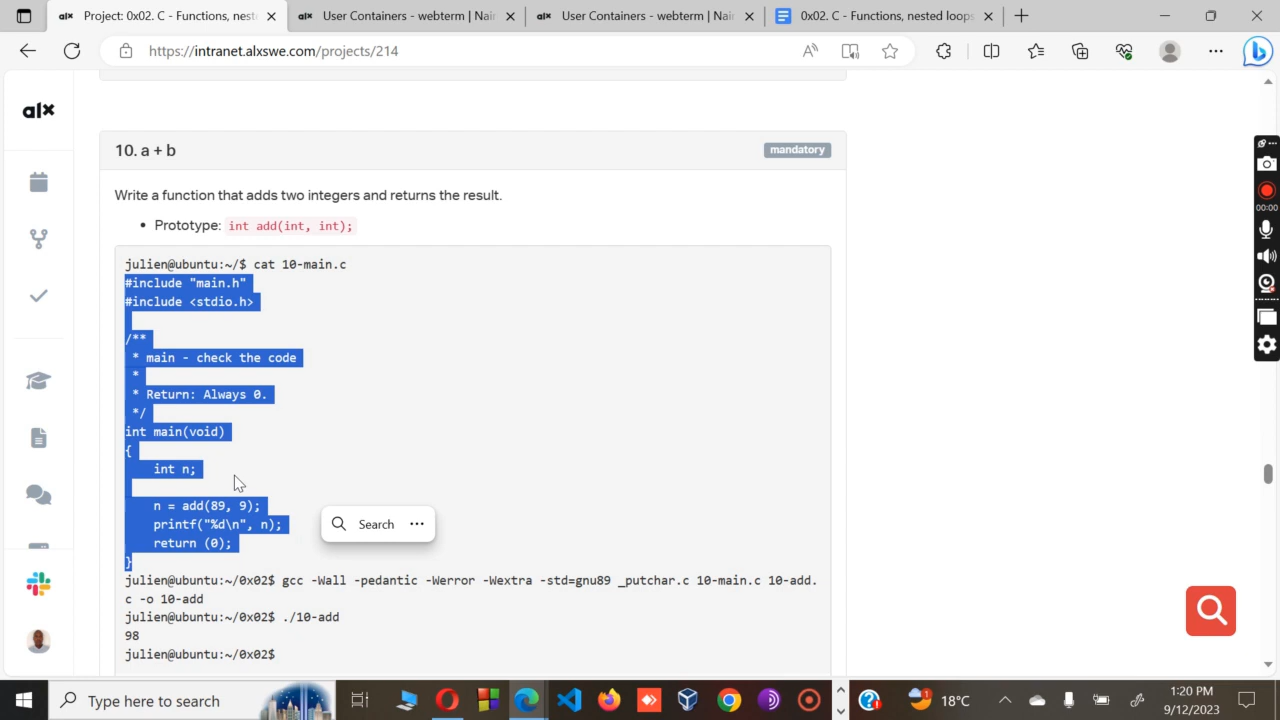 Project: 0x02. C - Functions, nest
User Containers - webterm | Nair
User Containers - webterm | Nair
0x02. C - Functions, nested loops
https://intranet.alxswe.com/projects/214
alx
10. a + b
mandatory
Write a function that adds two integers and returns the result.
• Prototype: int add(int, int);
julien@ubuntu:~/$ cat 10-main.c
#include "main.h"
#include <stdio.h>
/**
* main - check the code
*
* Return: Always 0.
*/
int main(void)
{
int n;
n = add(89, 9);
printf("%d\n", n);
return (0);
}
Search
julien@ubuntu:~/0x02$ gcc -Wall -pedantic -Werror -Wextra -std=gnu89 _putchar.c 10-main.c 10-add.
c -o 10-add
julien@ubuntu:~/0x02$ ./10-add
98
julien@ubuntu:~/0x02$
00:00
Type here to search
18°C
1:20 PM
9/12/2023